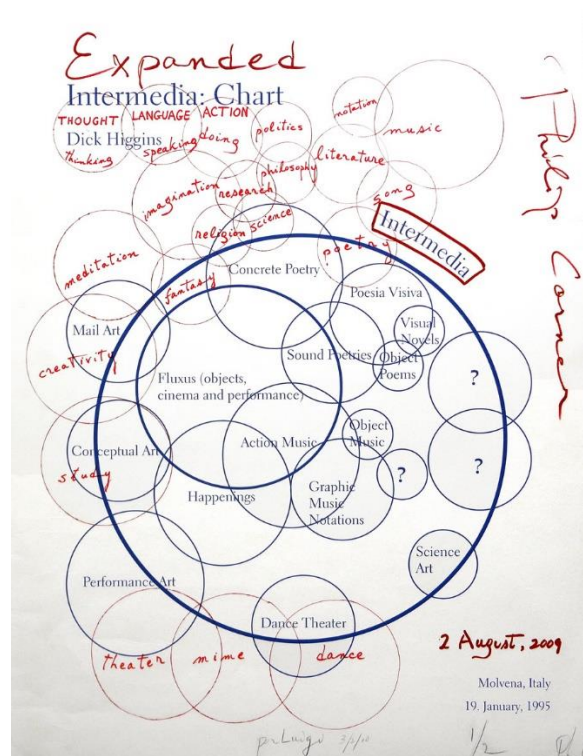 Expanded
Intermedia: Chart
THOUGHT LANGUAGE ACTION
Dick Higgins
thinking
speaking
doing
politics
notation
music
philosophy
literature
imagination
research
song
religion
science
poetry
Intermedia
Philip Corner
meditation
fantasy
Concrete Poetry
Poesia Visiva
Mail Art
Visual
Novels
creativity
Sound Poetries
Object
Poems
Fluxus (objects,
cinema and performance)
?
Object
Music
Action Music
Conceptual Art
study
?
?
Happenings
Graphic
Music
Notations
Science
Art
Performance Art
Dance Theater
theater
mime
dance
2 August, 2009
Molvena, Italy
19. January, 1995
1/2